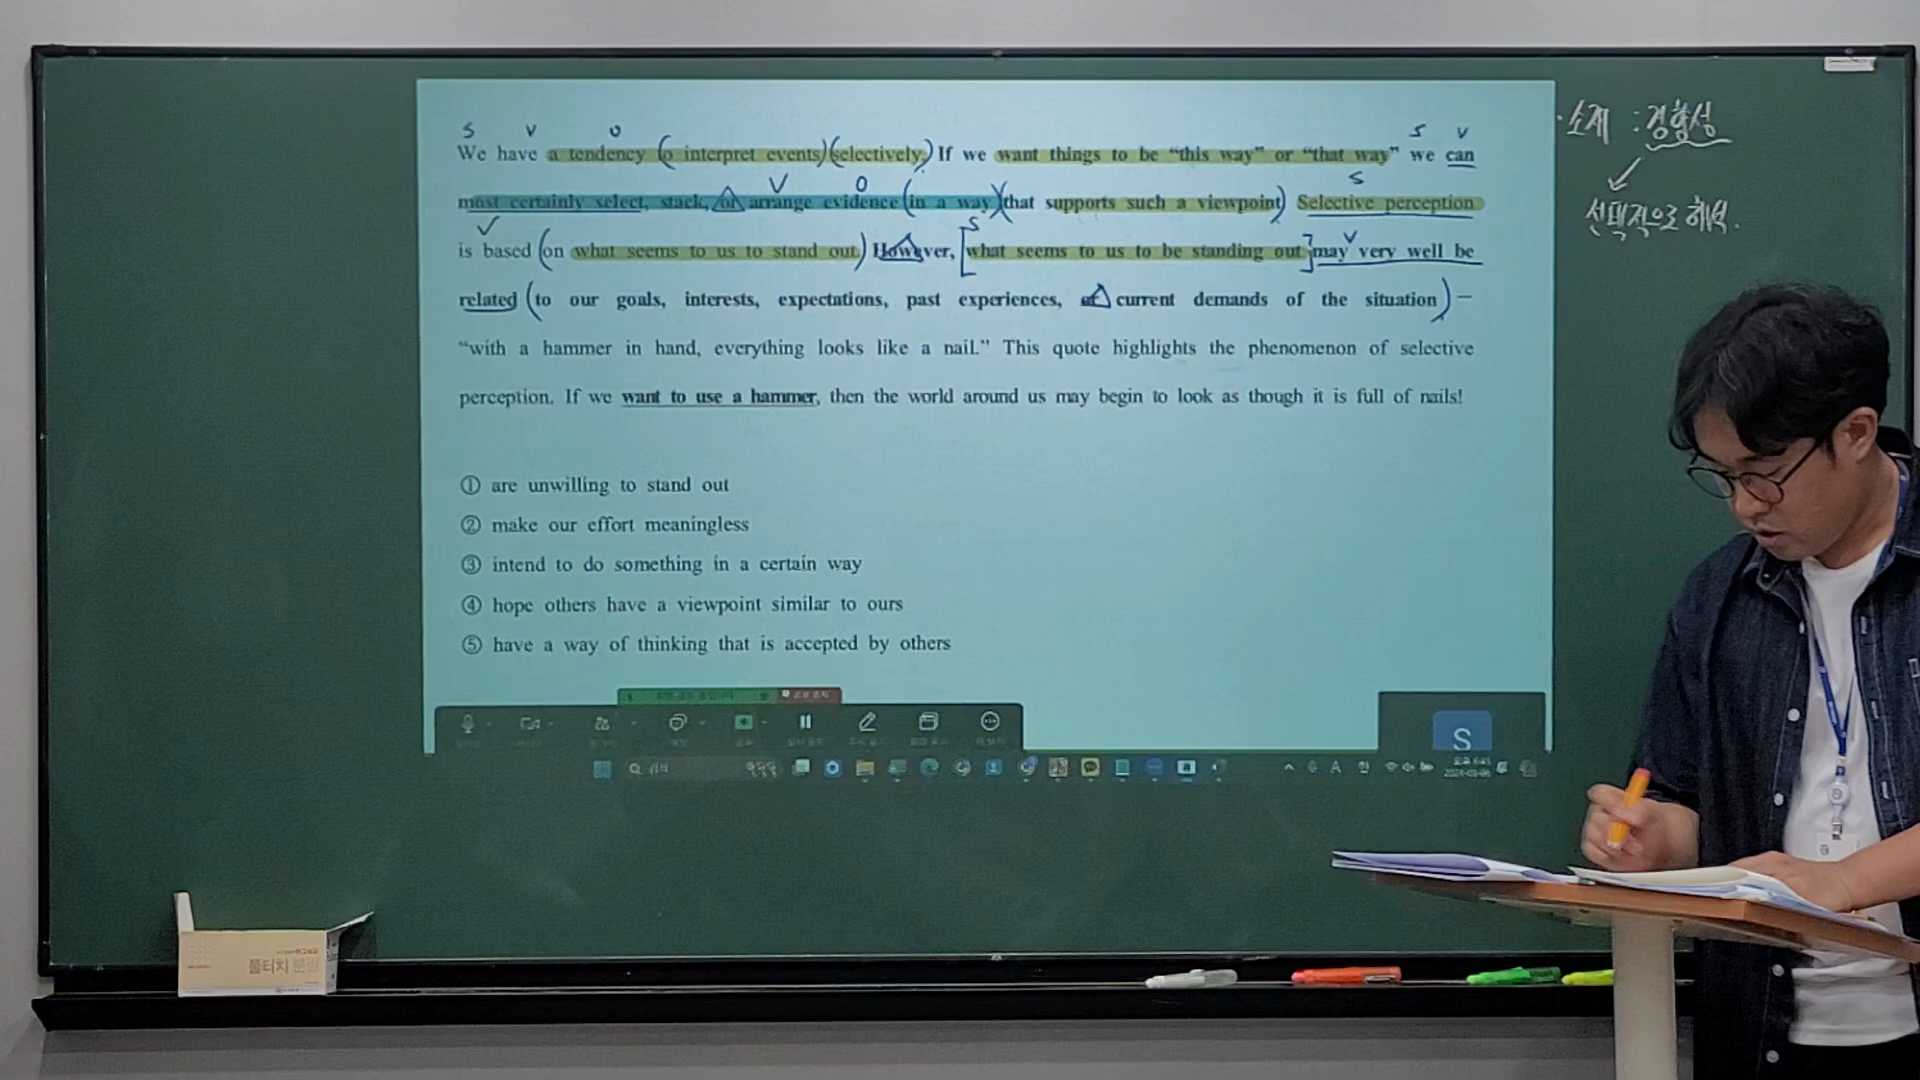 S V O S V
We have a tendency (to interpret events) (selectively.) If we want things to be “this way” or “that way” we can
V O S
most certainly select, stack, or arrange evidence (in a way) (that supports such a viewpoint) Selective perception
V S V
is based (on what seems to us to stand out.) However, [what seems to us to be standing out] may very well be
related (to our goals, interests, expectations, past experiences, or current demands of the situation) —
“with a hammer in hand, everything looks like a nail.” This quote highlights the phenomenon of selective
perception. If we want to use a hammer, then the world around us may begin to look as though it is full of nails!
① are unwilling to stand out
② make our effort meaningless
③ intend to do something in a certain way
④ hope others have a viewpoint similar to ours
⑤ have a way of thinking that is accepted by others
· 소재 : 경향성
선택적으로 해석.
S
물터치 분필